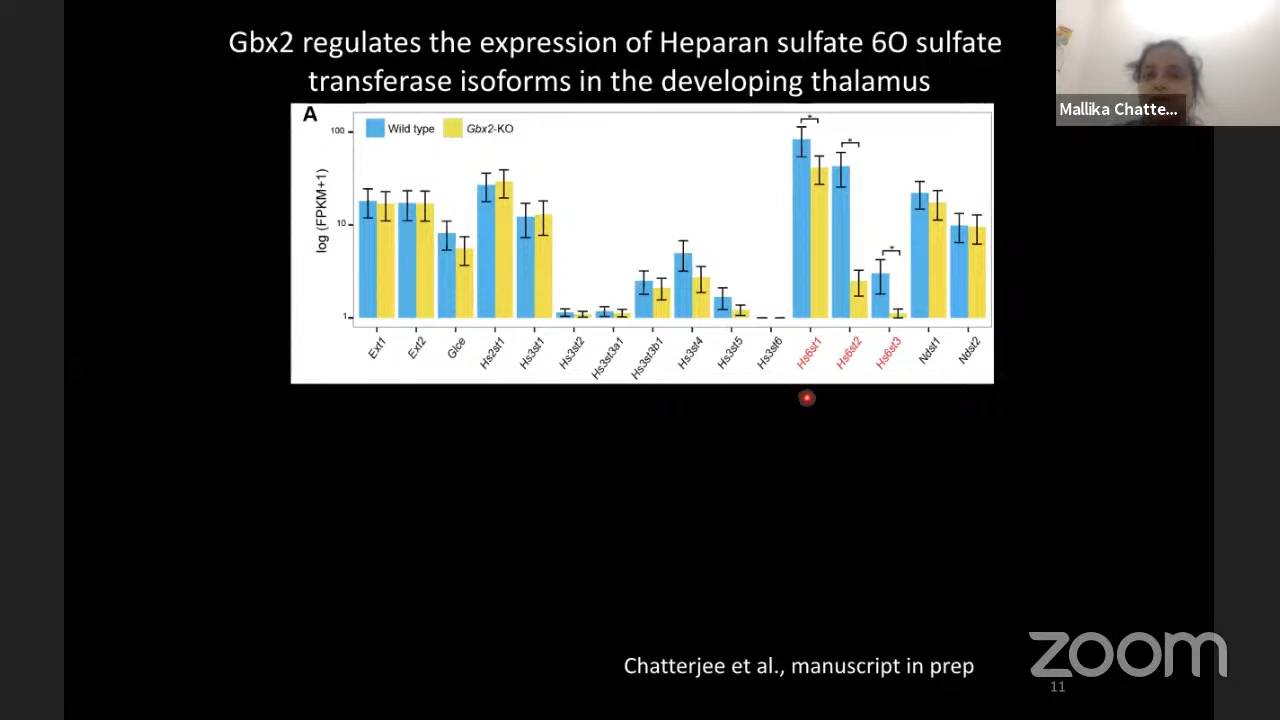 Gbx2 regulates the expression of Heparan sulfate 6O sulfate
transferase isoforms in the developing thalamus
Mallika Chatte...
A
Wild type
Gbx2-KO
log (FPKM+1)
100
10
1
Ext1
Ext2
Glce
Hs2st1
Hs3st1
Hs3st2
Hs3st3a1
Hs3st3b1
Hs3st4
Hs3st5
Hs3st6
Hs6st1
Hs6st2
Hs6st3
Ndst1
Ndst2
*
*
*
Chatterjee et al., manuscript in prep
zoom
11